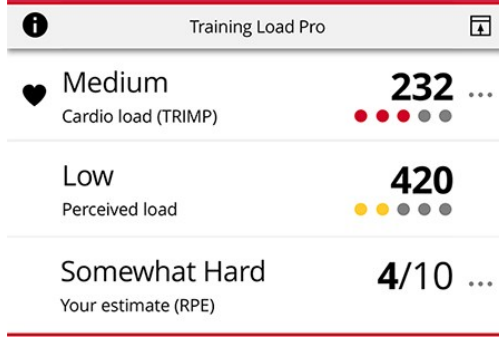 Training Load Pro
Medium
232
Cardio load (TRIMP)
Low
420
Perceived load
Somewhat Hard
4/10
Your estimate (RPE)